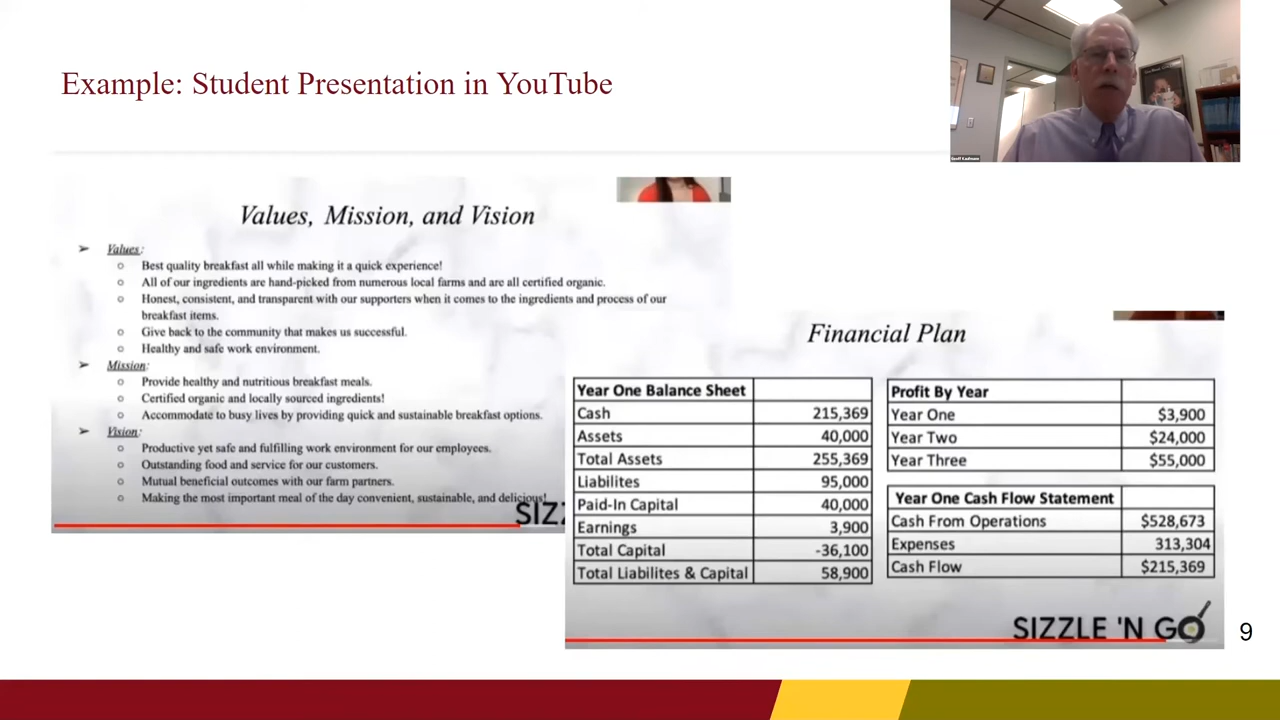 Example: Student Presentation in YouTube
Geoff Kaufmann
Values, Mission, and Vision
➢ Values:
o Best quality breakfast all while making it a quick experience!
o All of our ingredients are hand-picked from numerous local farms and are all certified organic.
o Honest, consistent, and transparent with our supporters when it comes to the ingredients and process of our
breakfast items.
o Give back to the community that makes us successful.
o Healthy and safe work environment.
➢ Mission:
o Provide healthy and nutritious breakfast meals.
o Certified organic and locally sourced ingredients!
o Accommodate to busy lives by providing quick and sustainable breakfast options.
➢ Vision:
o Productive yet safe and fulfilling work environment for our employees.
o Outstanding food and service for our customers.
o Mutual beneficial outcomes with our farm partners.
o Making the most important meal of the day convenient, sustainable, and delicious!
SIZ
Financial Plan
Year One Balance Sheet
Cash 215,369
Assets 40,000
Total Assets 255,369
Liabilites 95,000
Paid-In Capital 40,000
Earnings 3,900
Total Capital -36,100
Total Liabilites & Capital 58,900
Profit By Year
Year One $3,900
Year Two $24,000
Year Three $55,000
Year One Cash Flow Statement
Cash From Operations $528,673
Expenses 313,304
Cash Flow $215,369
SIZZLE 'N GO
9